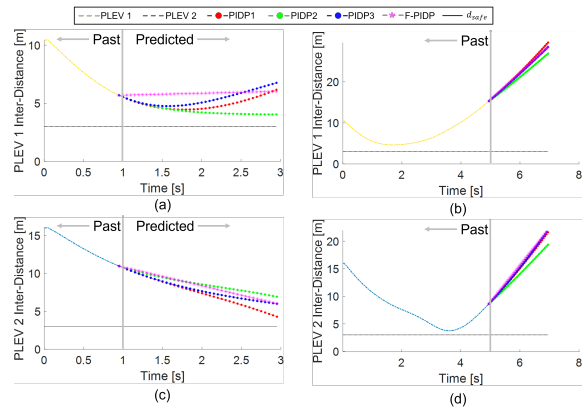 PLEV 1 PLEV 2 PIDP1 PIDP2 PIDP3 F-PIDP d_safe
Past Predicted
PLEV 1 Inter-Distance [m]
10
5
0
0 0.5 1 1.5 2 2.5 3
Time [s]
(a)
Past
PLEV 1 Inter-Distance [m]
20
10
0
0 2 4 6 8
Time [s]
(b)
Past Predicted
PLEV 2 Inter-Distance [m]
15
10
5
0
0 0.5 1 1.5 2 2.5 3
Time [s]
(c)
Past
PLEV 2 Inter-Distance [m]
20
15
10
5
0
0 2 4 6 8
Time [s]
(d)